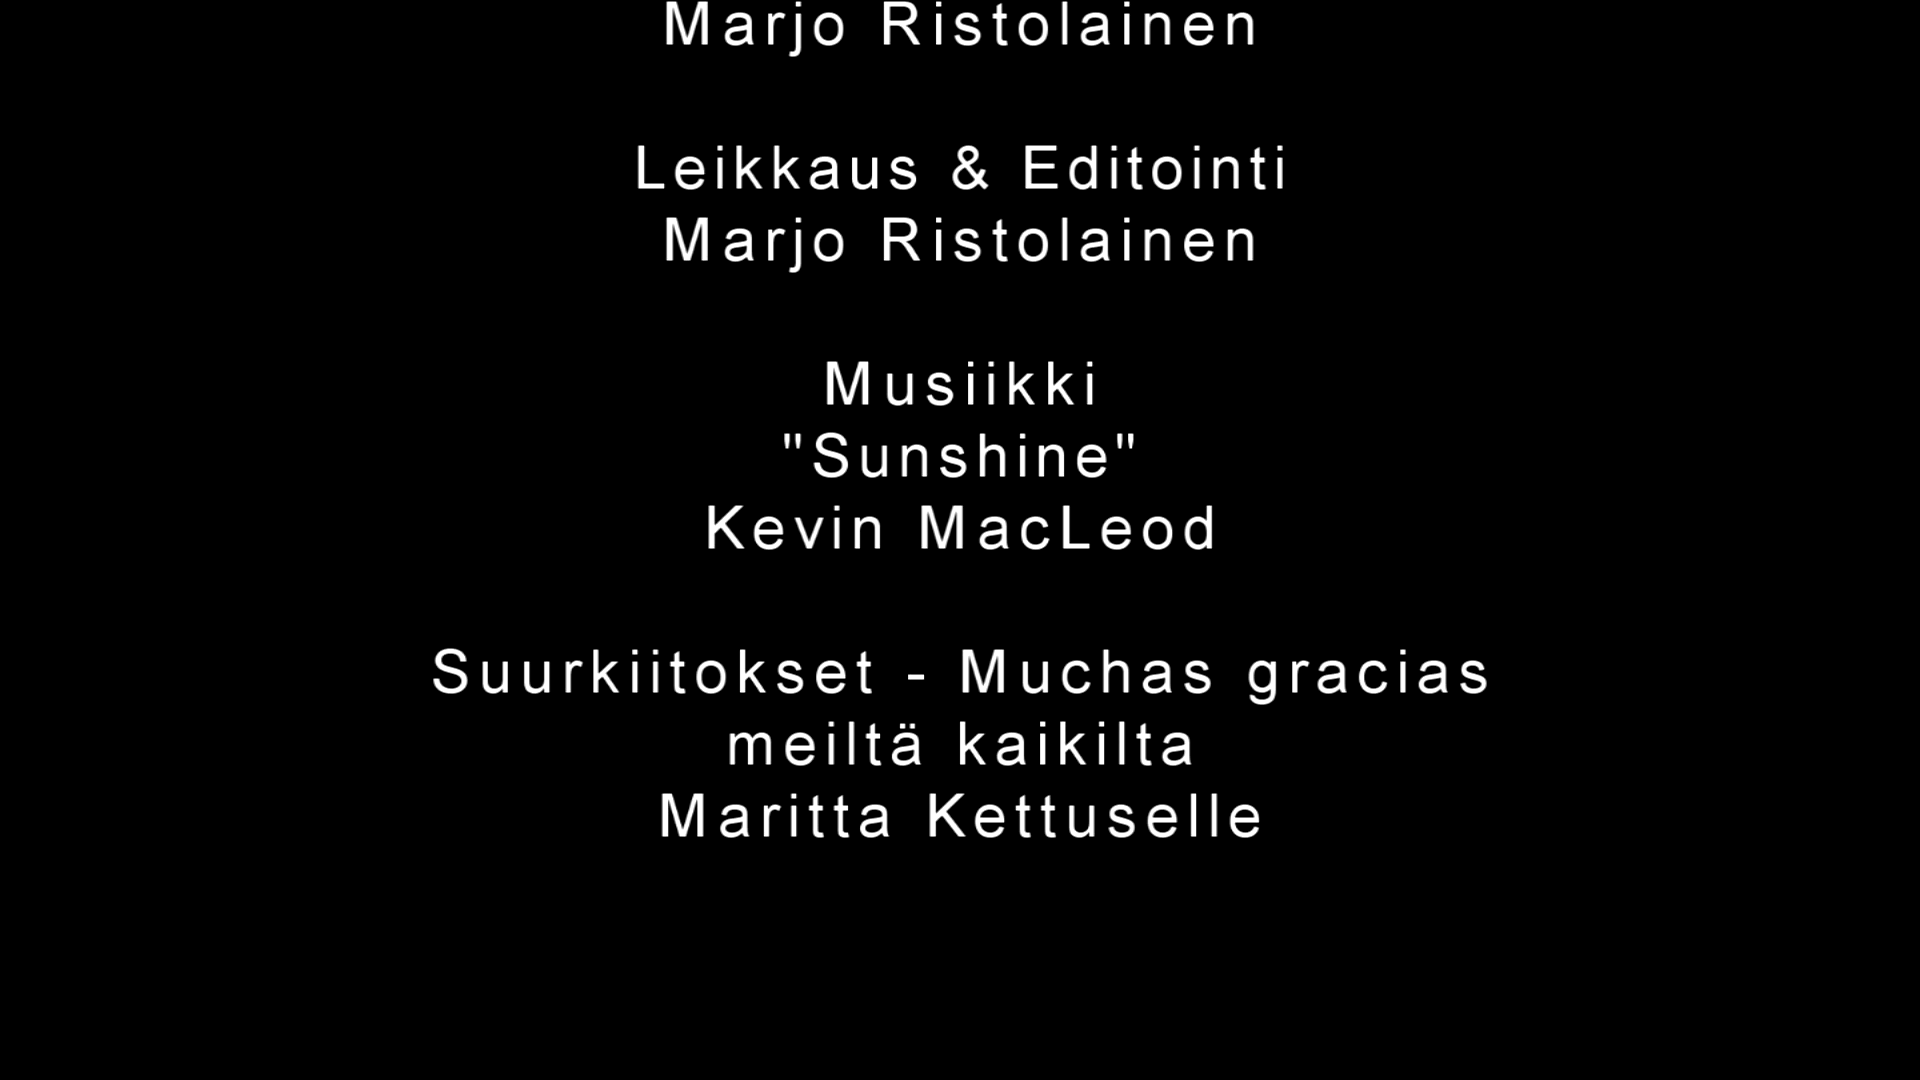 Marjo Ristolainen
Leikkaus & Editointi
Marjo Ristolainen
Musiikki
"Sunshine"
Kevin MacLeod
Suurkiitokset - Muchas gracias
meiltä kaikilta
Maritta Kettuselle